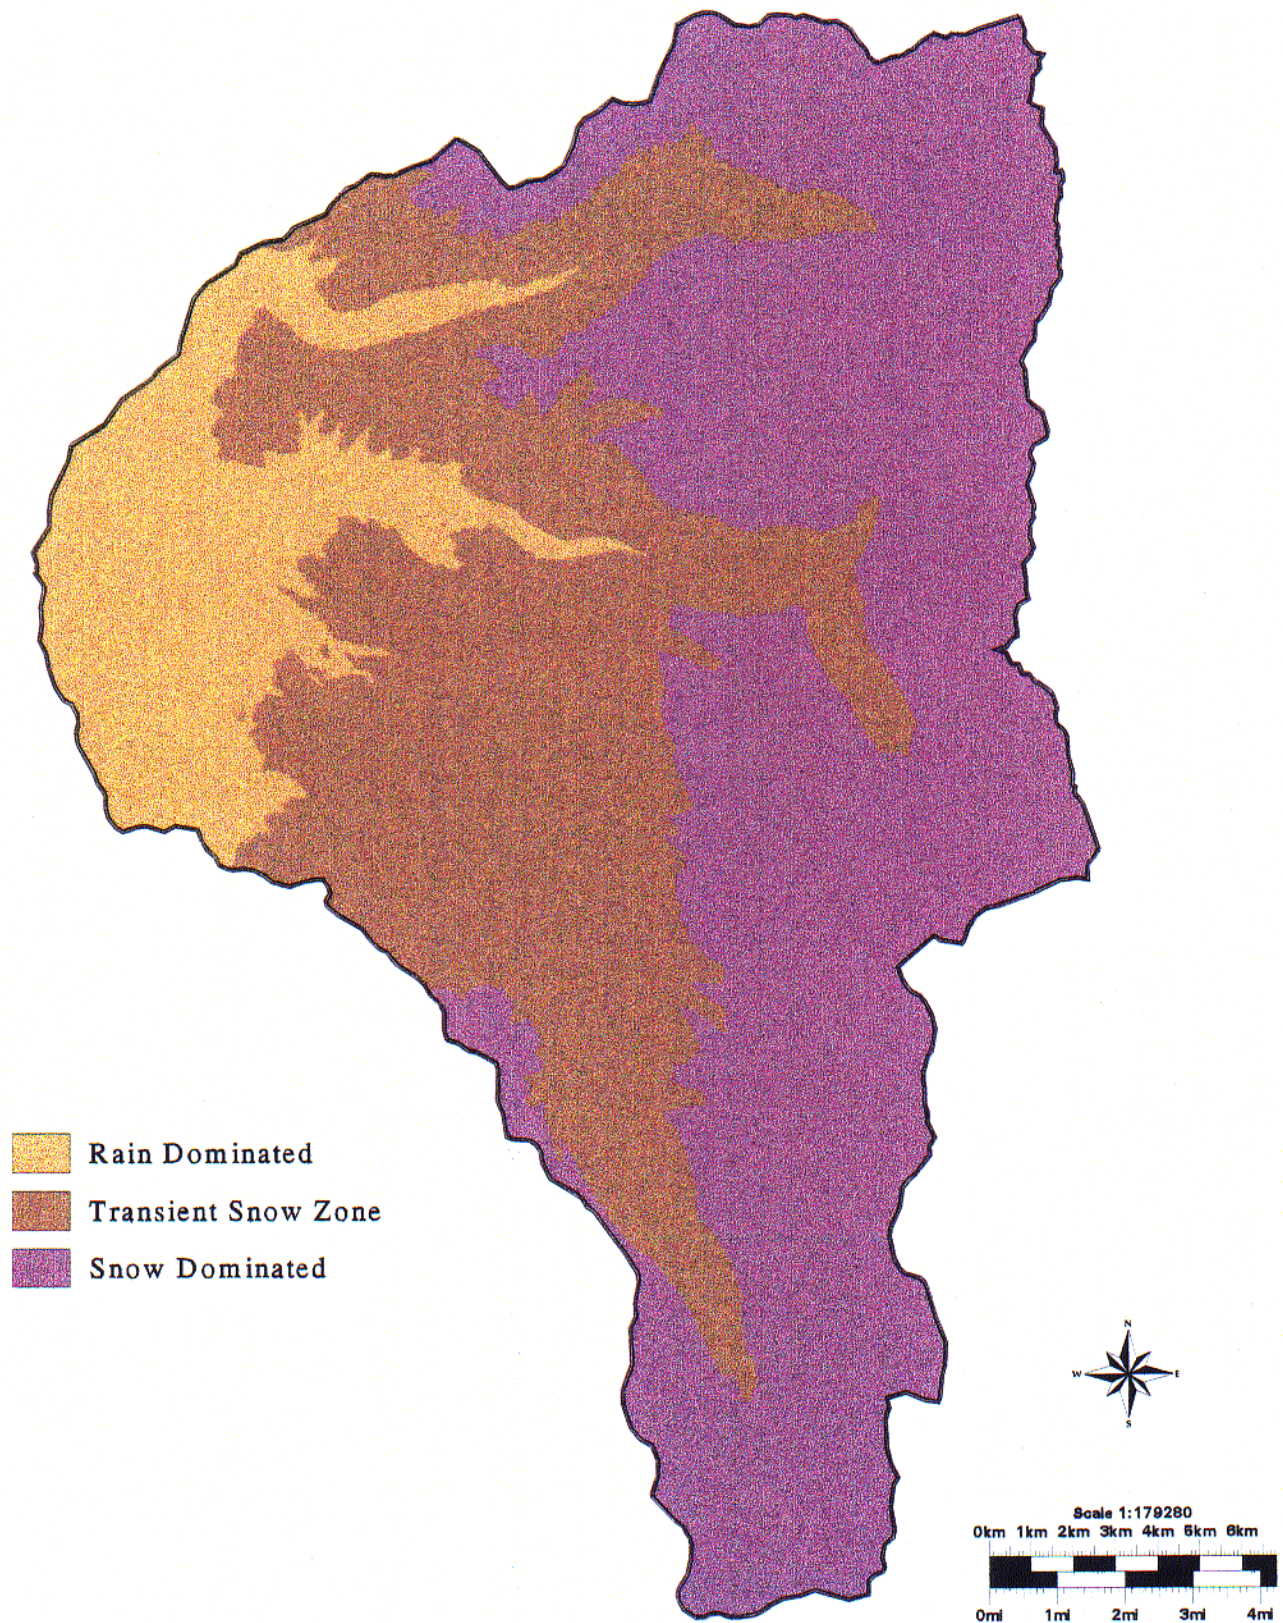 Rain Dominated
Transient Snow Zone
Snow Dominated
N
W E
S
Scale 1:179280
0km 1km 2km 3km 4km 5km 6km
0mi 1mi 2mi 3mi 4mi